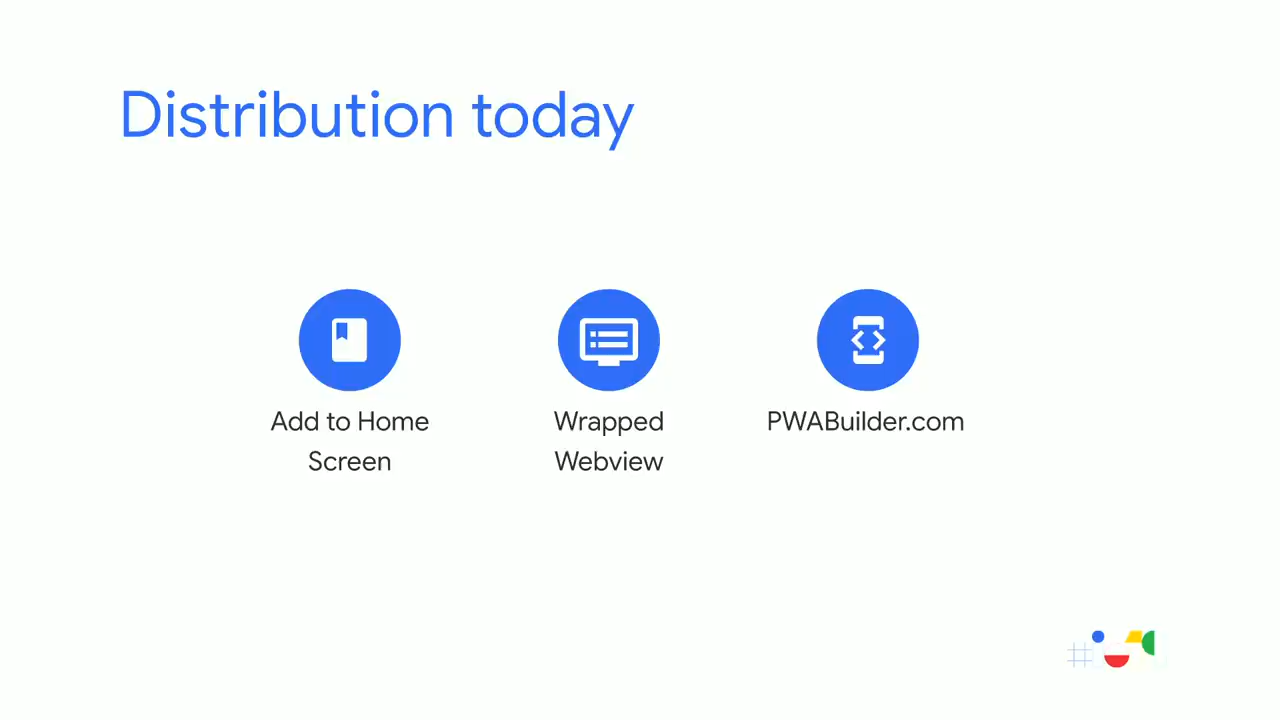 Distribution today
Add to Home
Screen
Wrapped
Webview
PWABuilder.com